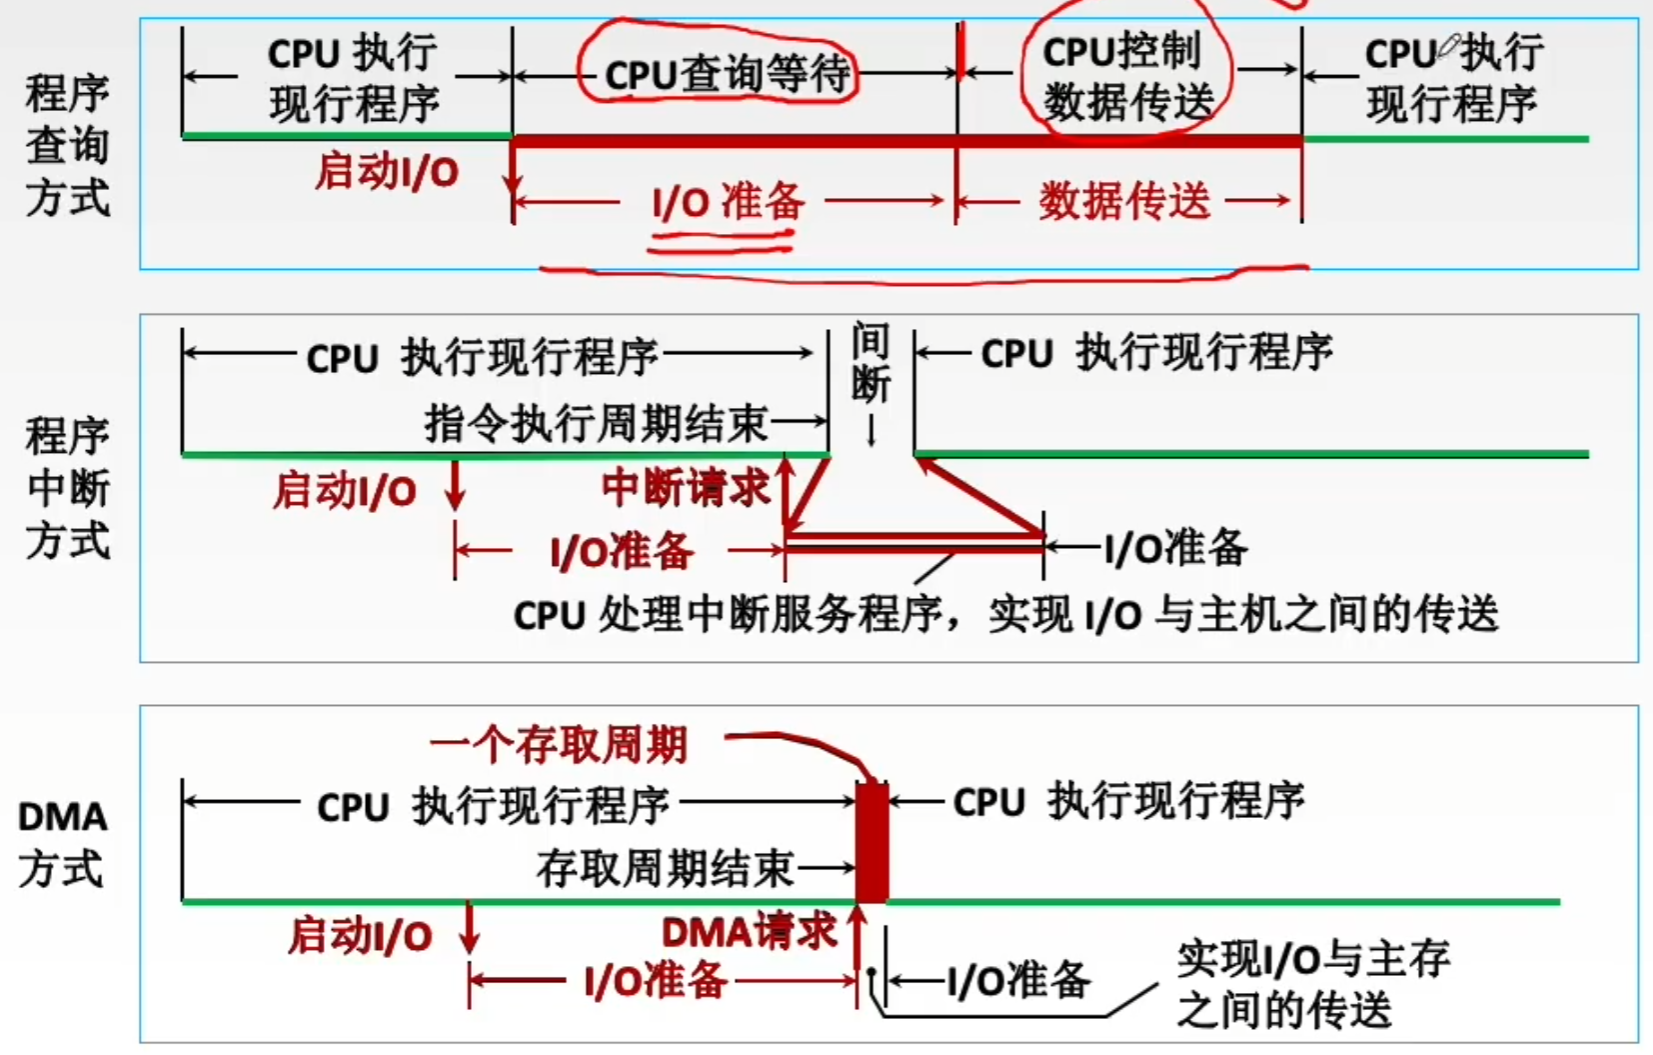 程序
查询
方式
CPU 执行
现行程序
CPU查询等待
CPU控制
数据传送
CPU 执行
现行程序
启动I/O
I/O 准备
数据传送
程序
中断
方式
CPU 执行现行程序
间
断
CPU 执行现行程序
指令执行周期结束
启动I/O
中断请求
I/O准备
I/O准备
CPU 处理中断服务程序，实现 I/O 与主机之间的传送
DMA
方式
一个存取周期
CPU 执行现行程序
CPU 执行现行程序
存取周期结束
启动I/O
DMA请求
I/O准备
I/O准备
实现I/O与主存
之间的传送